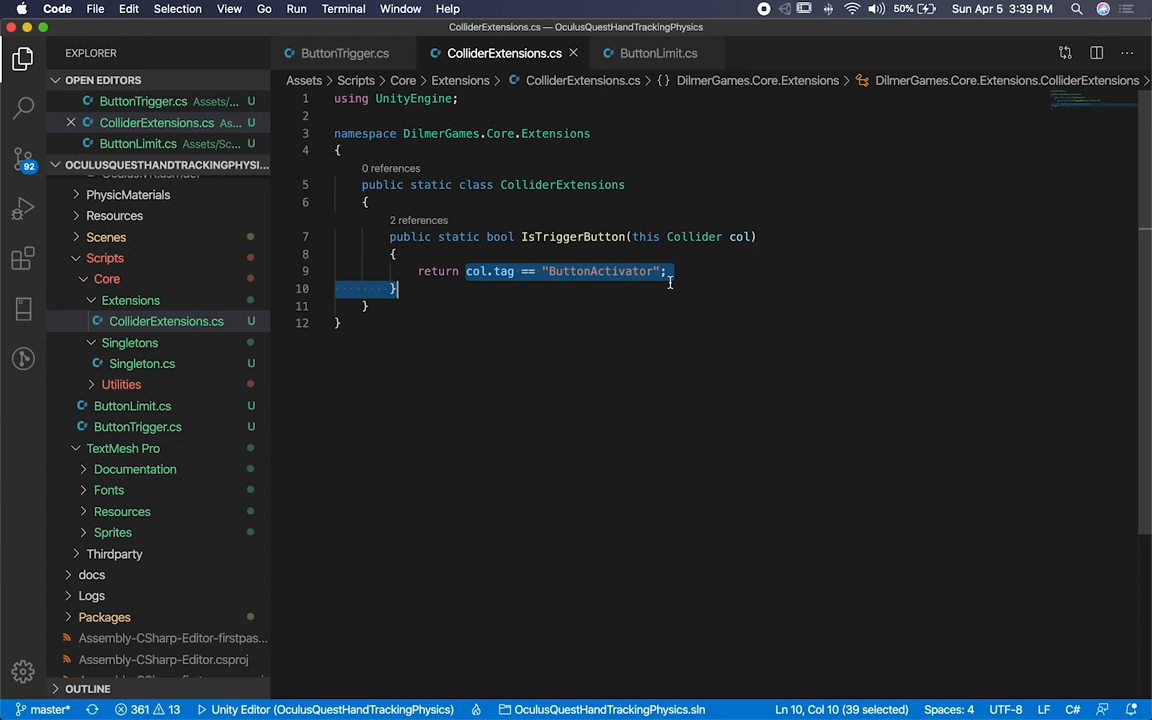 Code File Edit Selection View Go Run Terminal Window Help 50% Sun Apr 5 3:39 PM
ColliderExtensions.cs — OculusQuestHandTrackingPhysics
EXPLORER
OPEN EDITORS
ButtonTrigger.cs Assets/... U
ColliderExtensions.cs As... U
ButtonLimit.cs Assets/Sc... U
OCULUSQUESTHANDTRACKINGPHYSI...
PhysicMaterials
Resources
Scenes
Scripts
Core
Extensions
ColliderExtensions.cs U
Singletons
Singleton.cs U
Utilities
ButtonLimit.cs U
ButtonTrigger.cs U
TextMesh Pro
Documentation
Fonts
Resources
Sprites
Thirdparty
docs
Logs
Packages
Assembly-CSharp-Editor-firstpas...
Assembly-CSharp-Editor.csproj
OUTLINE
92
ButtonTrigger.cs ColliderExtensions.cs ButtonLimit.cs
Assets > Scripts > Core > Extensions > ColliderExtensions.cs > {} DilmerGames.Core.Extensions > DilmerGames.Core.Extensions.ColliderExtensions >
1 using UnityEngine;
2
3 namespace DilmerGames.Core.Extensions
4 {
0 references
5 public static class ColliderExtensions
6 {
2 references
7 public static bool IsTriggerButton(this Collider col)
8 {
9 return col.tag == "ButtonActivator";
10 }
11 }
12 }
master* 361 13 Unity Editor (OculusQuestHandTrackingPhysics) OculusQuestHandTrackingPhysics.sln Ln 10, Col 10 (39 selected) Spaces: 4 UTF-8 LF C#